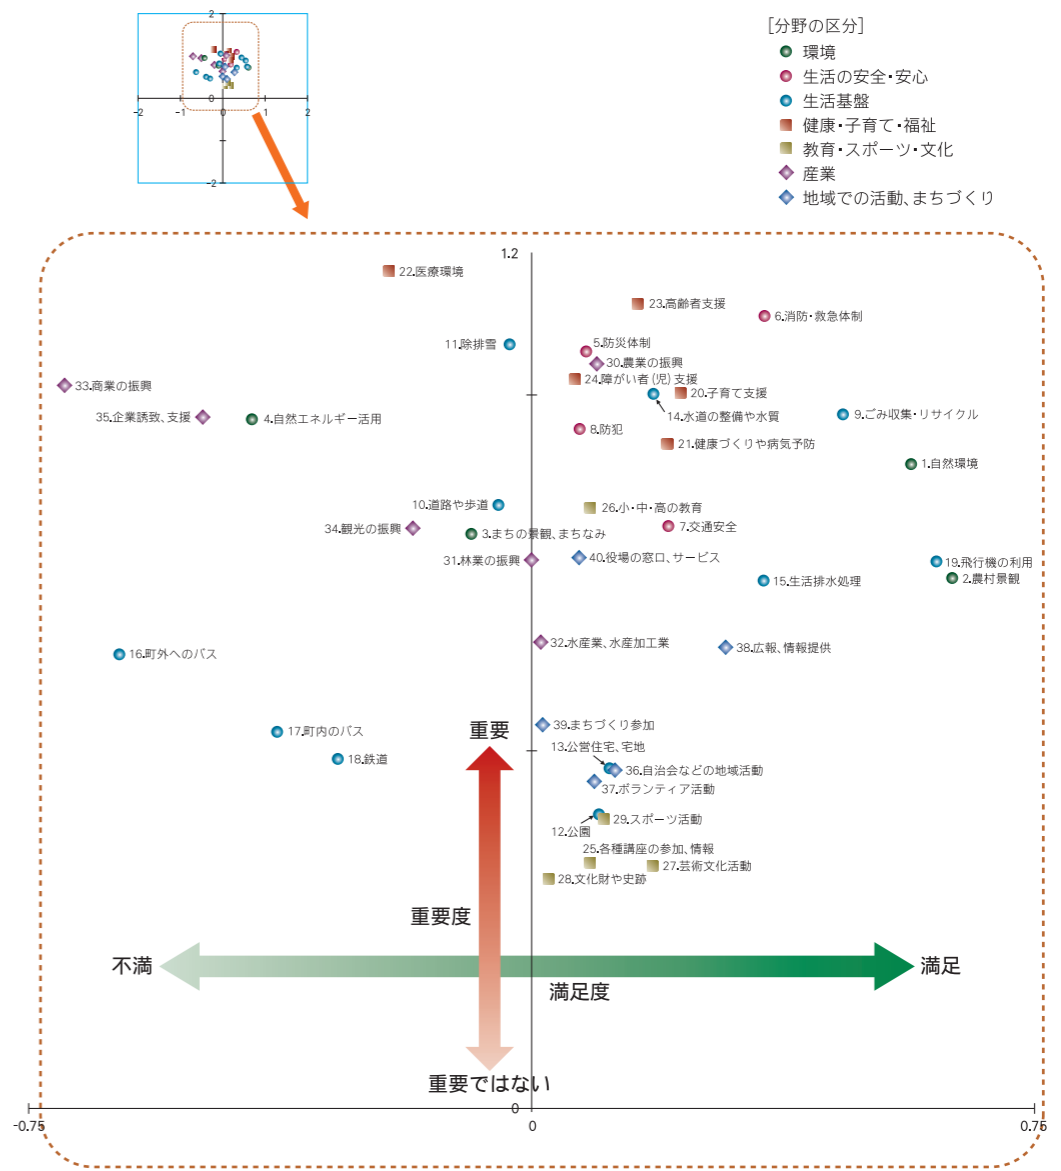 2
-2
-1
0
1
2
-2
[分野の区分]
環境
生活の安全・安心
生活基盤
健康・子育て・福祉
教育・スポーツ・文化
産業
地域での活動、まちづくり
1.2
22.医療環境
23.高齢者支援
6.消防・救急体制
11.除排雪
5.防災体制
30.農業の振興
24.障がい者(児)支援
33.商業の振興
20.子育て支援
14.水道の整備や水質
35.企業誘致、支援
4.自然エネルギー活用
9.ごみ収集・リサイクル
8.防犯
21.健康づくりや病気予防
1.自然環境
10.道路や歩道
26.小・中・高の教育
34.観光の振興
3.まちの景観、まちなみ
7.交通安全
31.林業の振興
40.役場の窓口、サービス
19.飛行機の利用
15.生活排水処理
2.農村景観
32.水産業、水産加工業
38.広報、情報提供
16.町外へのバス
39.まちづくり参加
17.町内のバス
重要
13.公営住宅、宅地
18.鉄道
36.自治会などの地域活動
37.ボランティア活動
29.スポーツ活動
12.公園
25.各種講座の参加、情報
27.芸術文化活動
28.文化財や史跡
重要度
不満
満足
満足度
重要ではない
0
-0.75
0
0.75